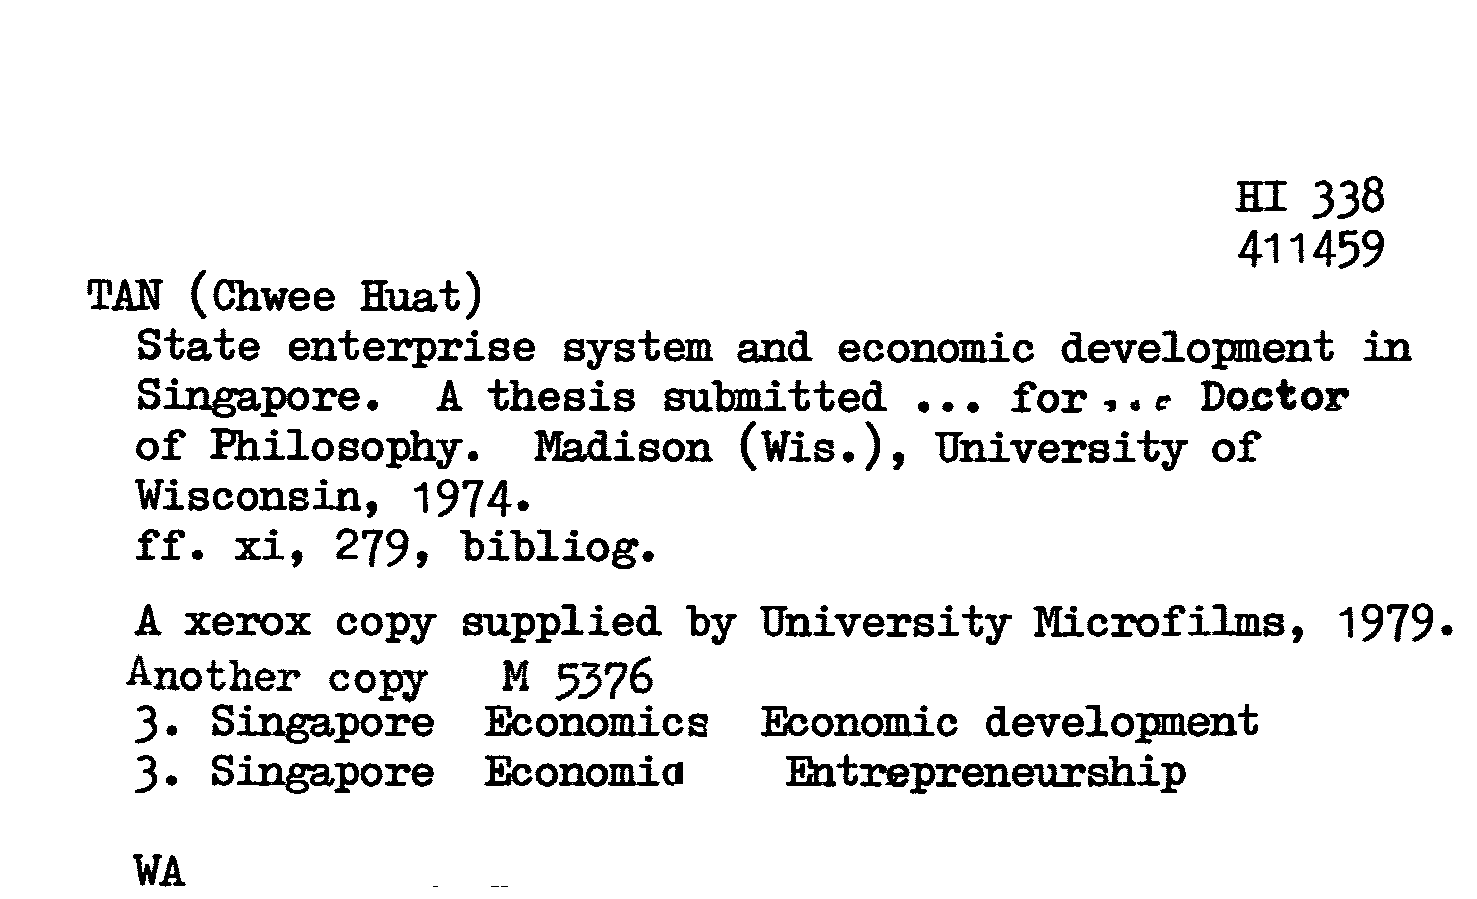 HI 338
411459
TAN (Chwee Huat)
State enterprise system and economic development in
Singapore. A thesis submitted ... for ... Doctor
of Philosophy. Madison (Wis.), University of
Wisconsin, 1974.
ff. xi, 279, bibliog.
A xerox copy supplied by University Microfilms, 1979.
Another copy M 5376
3. Singapore Economics Economic development
3. Singapore Economic Entrepreneurship
WA